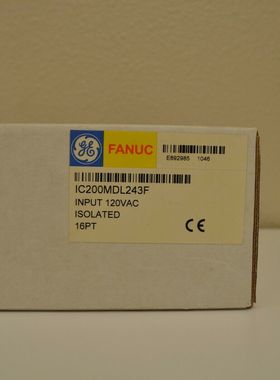 GE FANUC
E892985 1046
IC200MDL243F
INPUT 120VAC
ISOLATED
16PT
CE